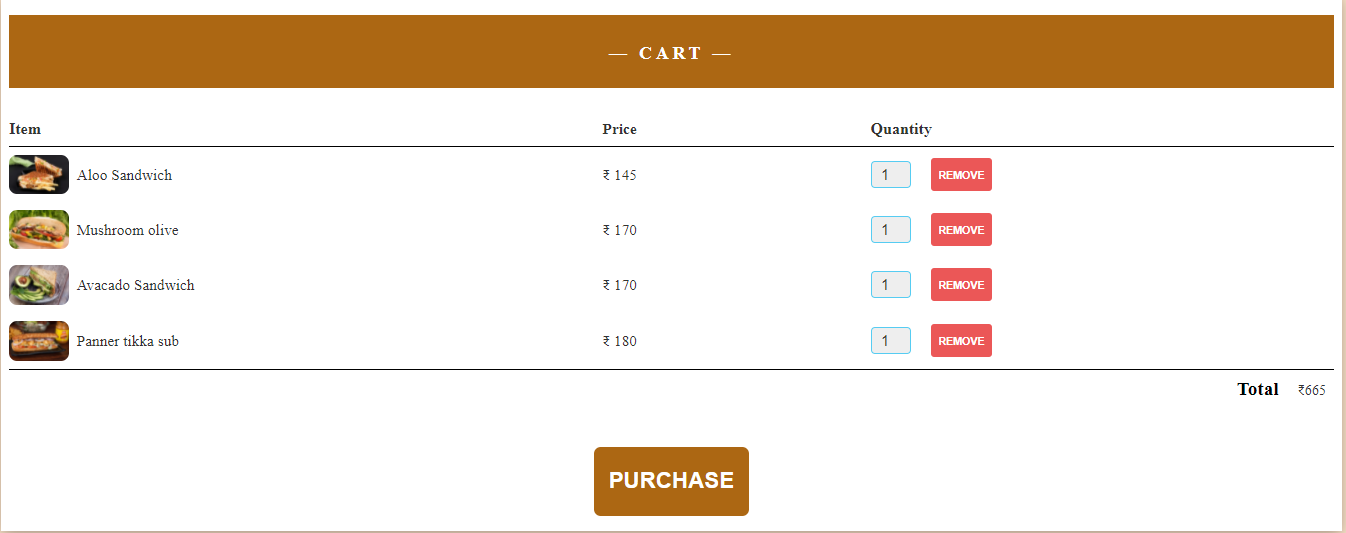 — CART —
Item Price Quantity
Aloo Sandwich ₹ 145 1 REMOVE
Mushroom olive ₹ 170 1 REMOVE
Avacado Sandwich ₹ 170 1 REMOVE
Panner tikka sub ₹ 180 1 REMOVE
Total ₹665
PURCHASE